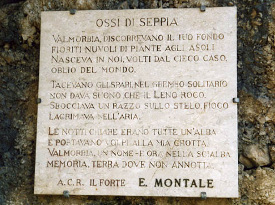 OSSI DI SEPPIA
VALMORBIA, DISCORREVANO IL TUO FONDO
FIORITI NUVOLI DI PIANTE AGLI ASÒLI.
NASCEVA IN NOI, VOLTI DAL CIECO CASO,
OBLIO DEL MONDO.
TACEVANO GLI SPARI, NEL GREMBO SOLITARIO
NON DAVA SUONO CHE IL LENO ROCO.
SBOCCIAVA UN RAZZO SULLO STELO, FIOCO
LACRIMAVA NELL'ARIA.
LE NOTTI CHIARE ERANO TUTTE UN'ALBA
E PORTAVANO VOLPI ALLA MIA GROTTA.
VALMORBIA, UN NOME - E ORA NELLA SCIALBA
MEMORIA, TERRA DOVE NON ANNOTTA.
A.C.R. IL FORTE E. MONTALE